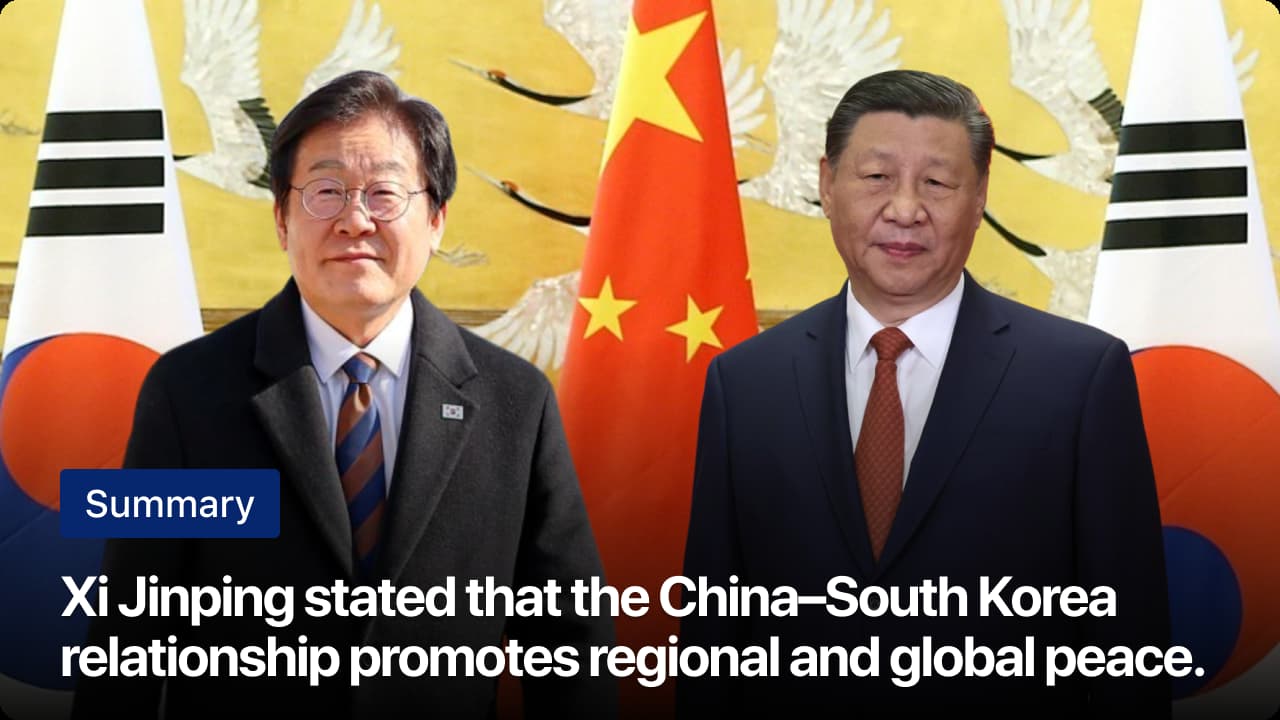 Summary
Xi Jinping stated that the China–South Korea
relationship promotes regional and global peace.